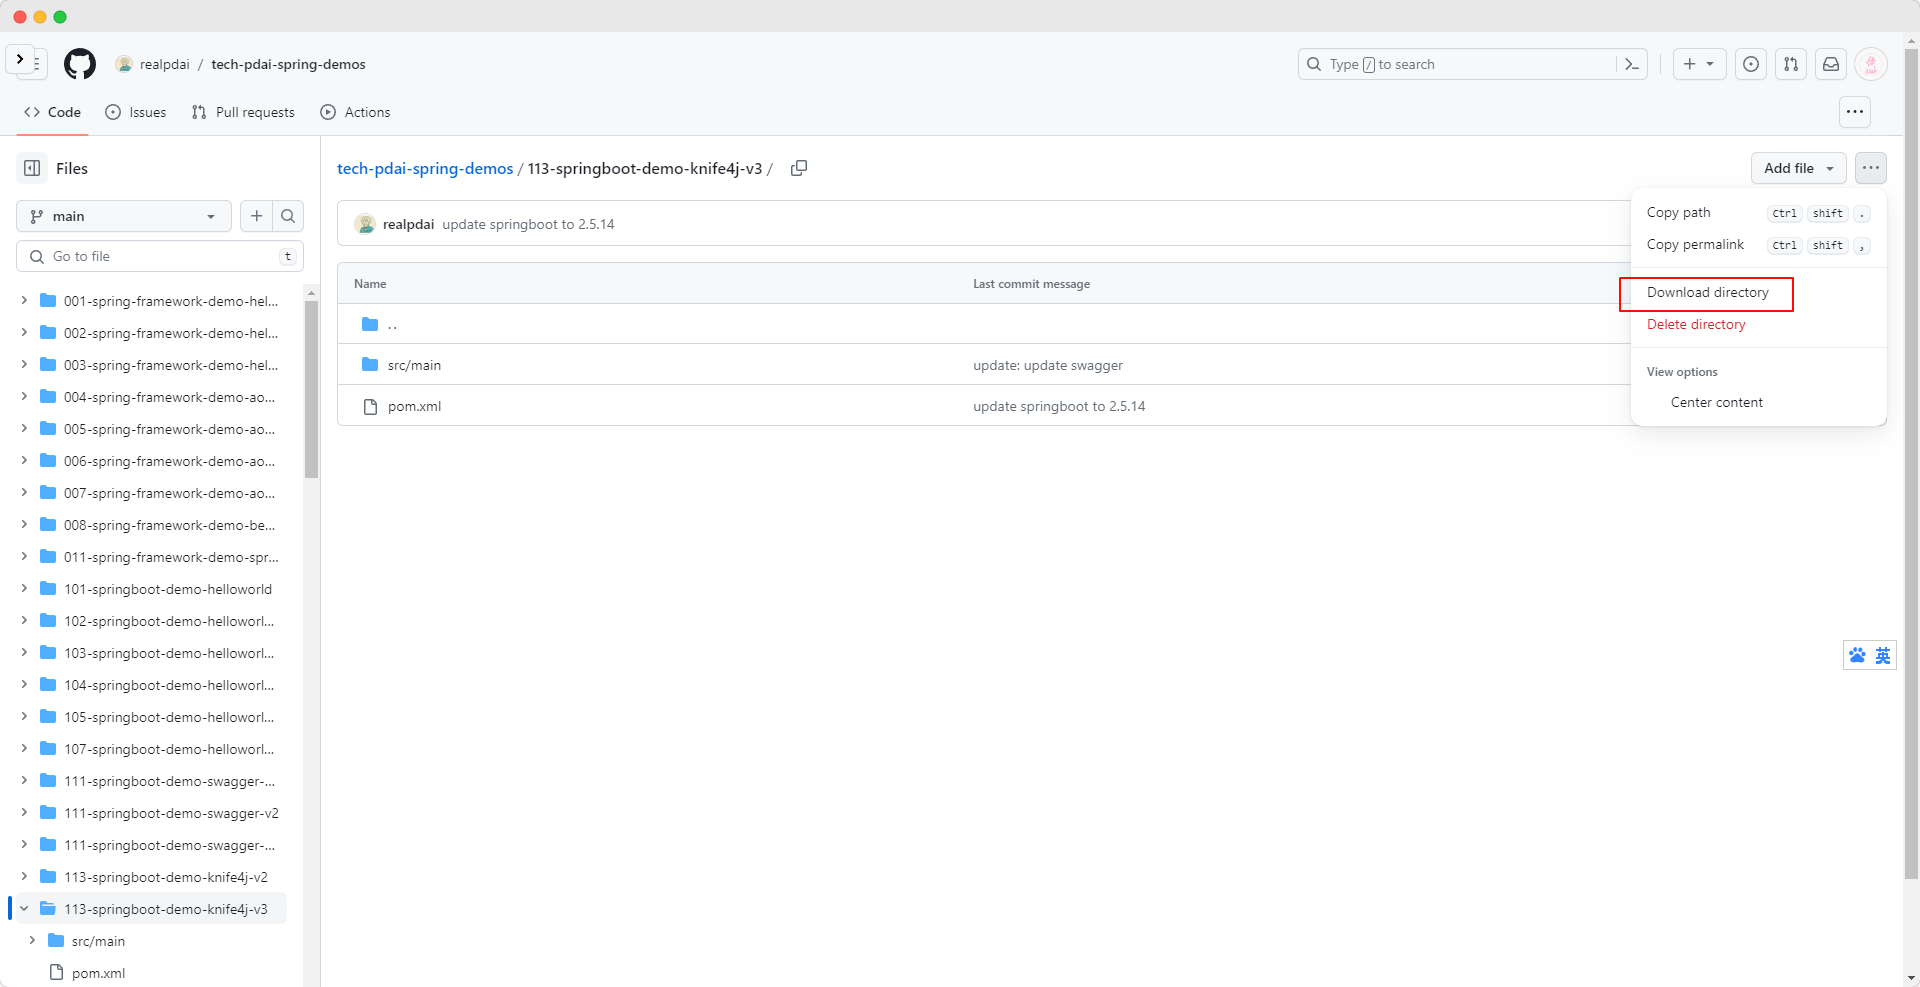 realpdai / tech-pdai-spring-demos
Type / to search
Code
Issues
Pull requests
Actions
Files
main
Go to file
t
001-spring-framework-demo-hel...
002-spring-framework-demo-hel...
003-spring-framework-demo-hel...
004-spring-framework-demo-ao...
005-spring-framework-demo-ao...
006-spring-framework-demo-ao...
007-spring-framework-demo-ao...
008-spring-framework-demo-be...
011-spring-framework-demo-spr...
101-springboot-demo-helloworld
102-springboot-demo-helloworl...
103-springboot-demo-helloworl...
104-springboot-demo-helloworl...
105-springboot-demo-helloworl...
107-springboot-demo-helloworl...
111-springboot-demo-swagger-...
111-springboot-demo-swagger-v2
111-springboot-demo-swagger-...
113-springboot-demo-knife4j-v2
113-springboot-demo-knife4j-v3
src/main
pom.xml
tech-pdai-spring-demos / 113-springboot-demo-knife4j-v3 /
Add file
realpdai update springboot to 2.5.14
Name Last commit message
..
src/main update: update swagger
pom.xml update springboot to 2.5.14
Copy path Ctrl shift .
Copy permalink Ctrl shift ,
Download directory
Delete directory
View options
Center content
英